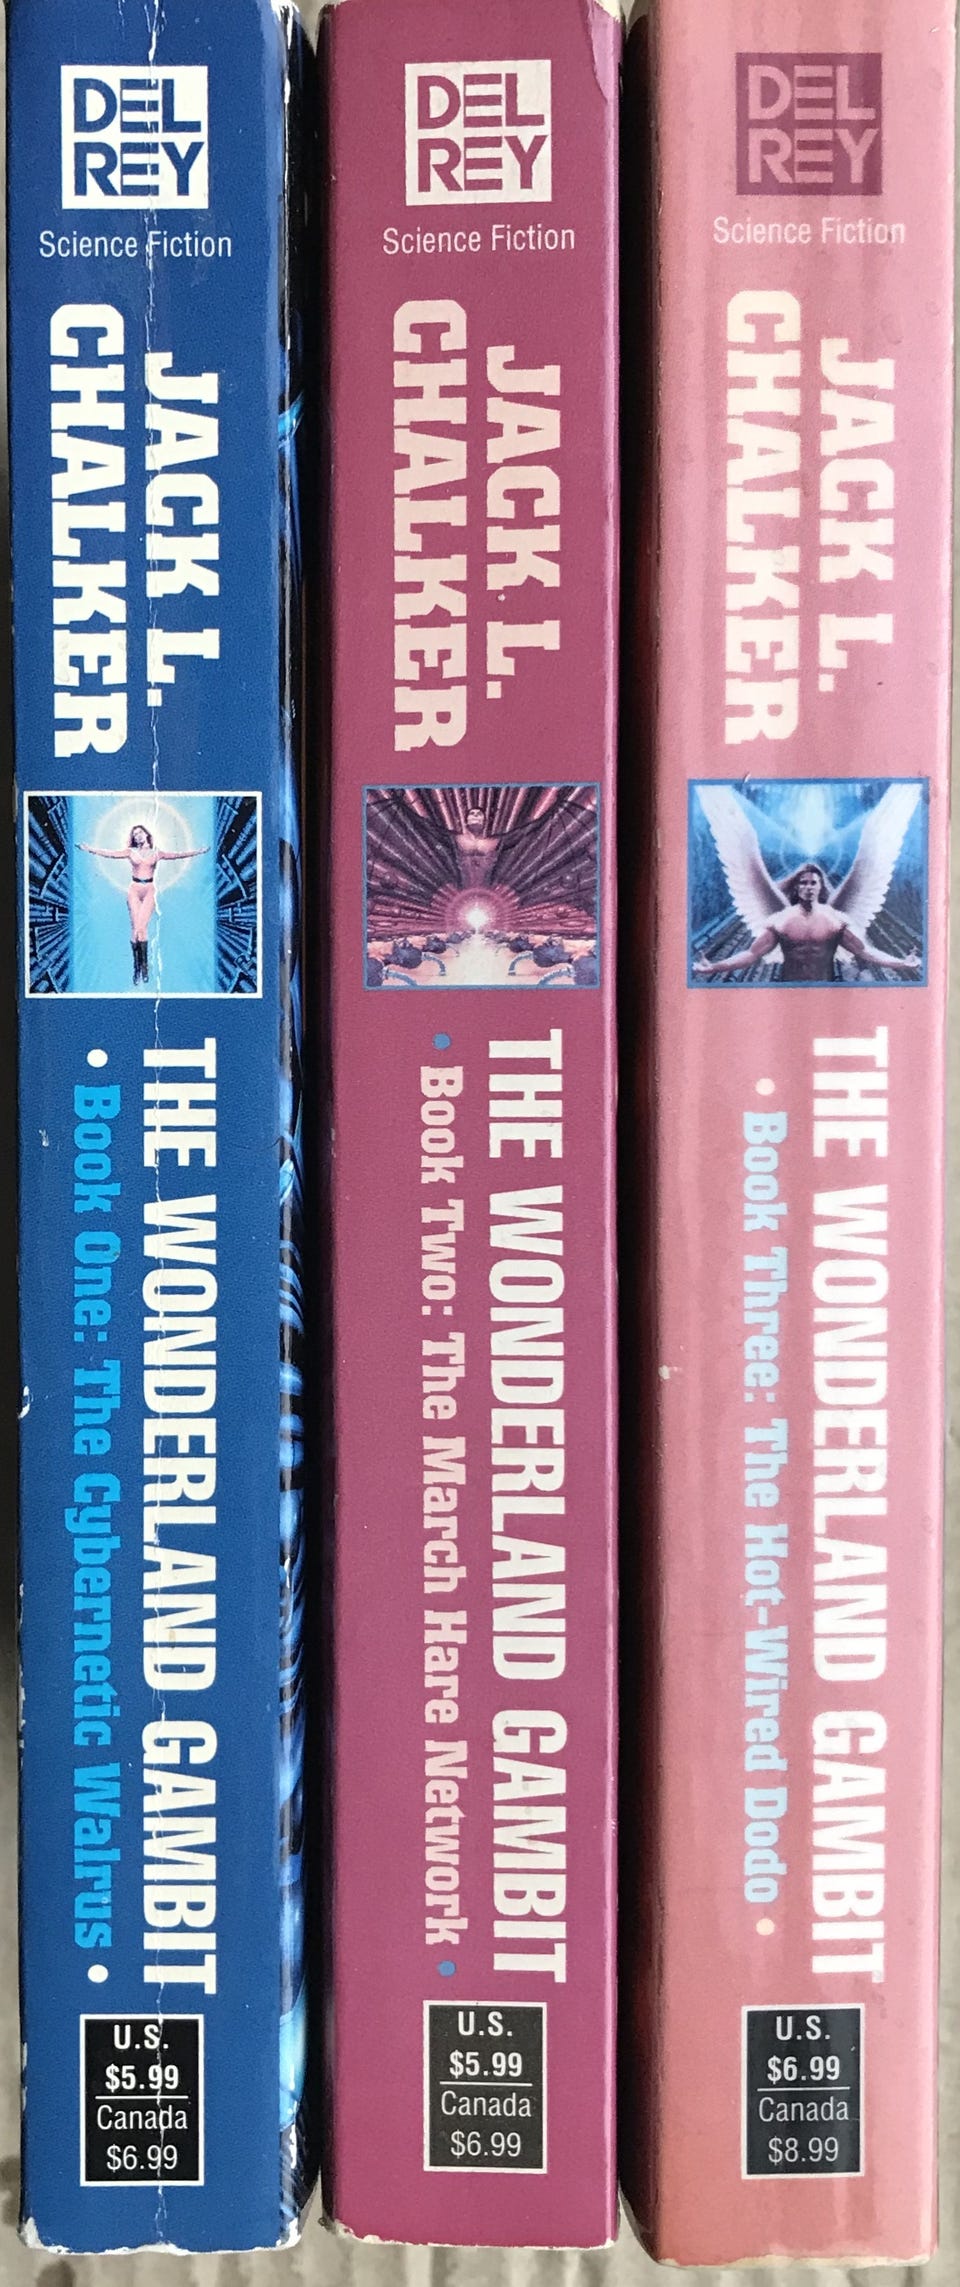 DEL
REY
Science Fiction
JACK L.
CHALKER
THE WONDERLAND GAMBIT
• Book One: The Cybernetic Walrus •
U.S.
$5.99
Canada
$6.99
DEL
REY
Science Fiction
JACK L.
CHALKER
THE WONDERLAND GAMBIT
• Book Two: The March Hare Network •
U.S.
$5.99
Canada
$6.99
DEL
REY
Science Fiction
JACK L.
CHALKER
THE WONDERLAND GAMBIT
• Book Three: The Hot-Wired Dodo •
U.S.
$6.99
Canada
$8.99